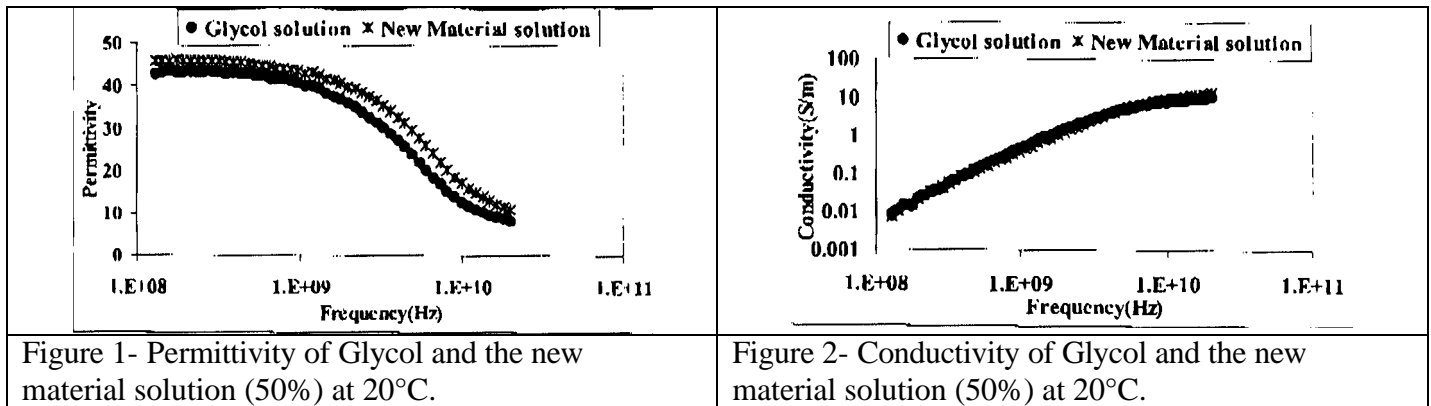 ● Glycol solution ж New Material solution
50
40
30
20
10
0
Permittivity
1.E+08 1.E+09 1.E+10 1.E+11
Frequency(Hz)
Figure 1- Permittivity of Glycol and the new
material solution (50%) at 20°C.
● Glycol solution ж New Material solution
100
10
1
0.1
0.01
0.001
Conductivity(S/m)
1.E+08 1.E+09 1.E+10 1.E+11
Frequency(Hz)
Figure 2- Conductivity of Glycol and the new
material solution (50%) at 20°C.